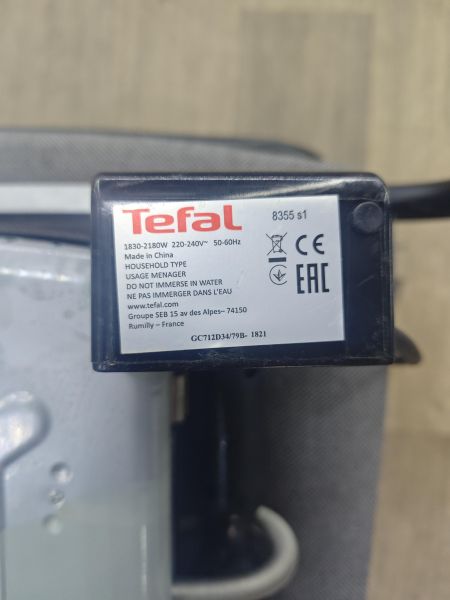 Tefal
8355 s1
1830-2180W 220-240V~ 50-60Hz
Made in China
HOUSEHOLD TYPE
USAGE MENAGER
DO NOT IMMERSE IN WATER
NE PAS IMMERGER DANS L'EAU
www.tefal.com
Groupe SEB 15 av des Alpes– 74150
Rumilly – France
CE
EAC
GC712D34/79B- 1821